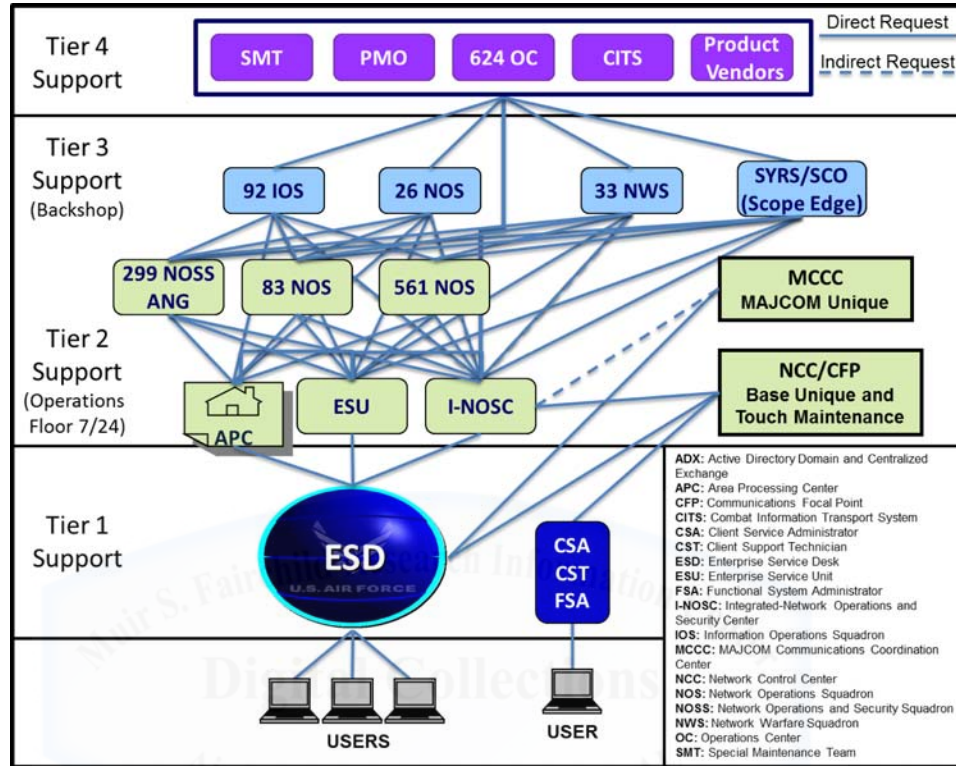 Tier 4
Support
SMT
PMO
624 OC
CITS
Product
Vendors
Direct Request
Indirect Request
Tier 3
Support
(Backshop)
92 IOS
26 NOS
33 NWS
SYRS/SCO
(Scope Edge)
299 NOSS
ANG
83 NOS
561 NOS
MCCC
MAJCOM Unique
Tier 2
Support
(Operations
Floor 7/24)
APC
ESU
I-NOSC
NCC/CFP
Base Unique and
Touch Maintenance
Tier 1
Support
ESD
U.S. AIR FORCE
CSA
CST
FSA
USERS
USER
ADX: Active Directory Domain and Centralized
Exchange
APC: Area Processing Center
CFP: Communications Focal Point
CITS: Combat Information Transport System
CSA: Client Service Administrator
CST: Client Support Technician
ESD: Enterprise Service Desk
ESU: Enterprise Service Unit
FSA: Functional System Administrator
I-NOSC: Integrated-Network Operations and
Security Center
IOS: Information Operations Squadron
MCCC: MAJCOM Communications Coordination
Center
NCC: Network Control Center
NOS: Network Operations Squadron
NOSS: Network Operations and Security Squadron
NWS: Network Warfare Squadron
OC: Operations Center
SMT: Special Maintenance Team
Muir S. Fairchild Research Information
Digital Collections